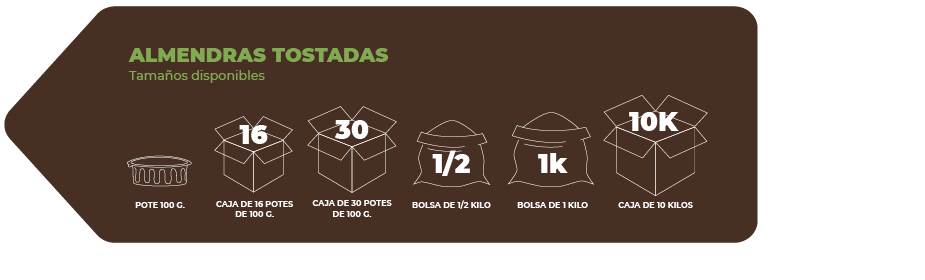 ALMENDRAS TOSTADAS
Tamaños disponibles
16
30
1/2
1k
10K
POTE 100 G.
CAJA DE 16 POTES
DE 100 G.
CAJA DE 30 POTES
DE 100 G.
BOLSA DE 1/2 KILO
BOLSA DE 1 KILO
CAJA DE 10 KILOS